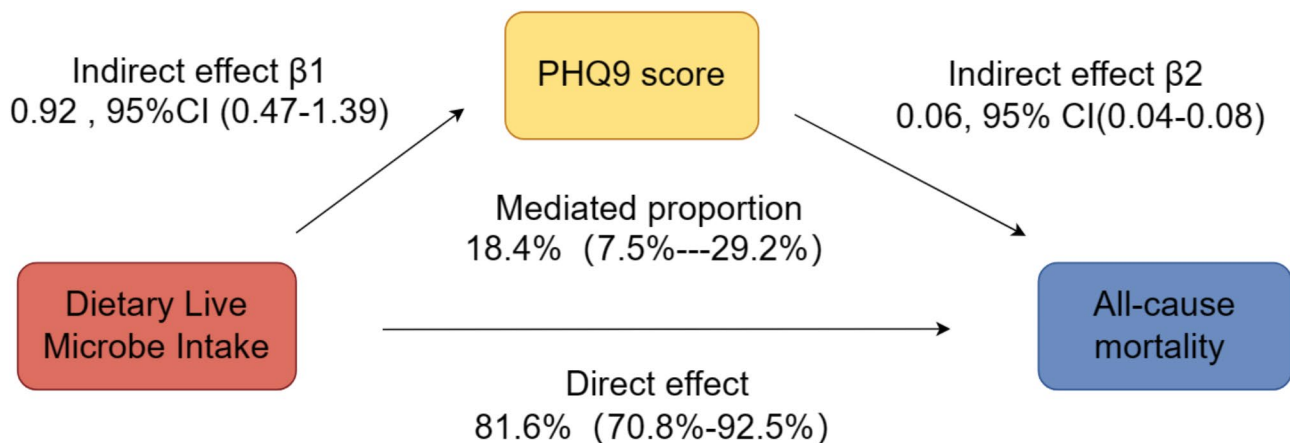 Indirect effect β1
0.92 , 95%CI (0.47-1.39)
PHQ9 score
Indirect effect β2
0.06, 95% CI(0.04-0.08)
Mediated proportion
18.4% (7.5%---29.2%)
Dietary Live
Microbe Intake
All-cause
mortality
Direct effect
81.6% (70.8%-92.5%)